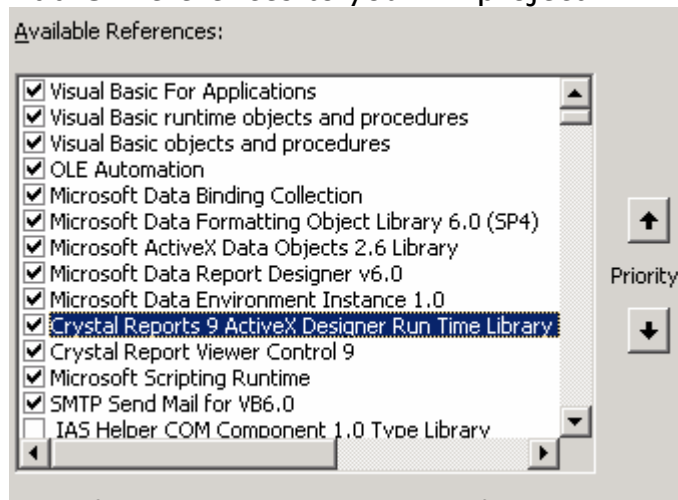 Available References:
Visual Basic For Applications
Visual Basic runtime objects and procedures
Visual Basic objects and procedures
OLE Automation
Microsoft Data Binding Collection
Microsoft Data Formatting Object Library 6.0 (SP4)
Microsoft ActiveX Data Objects 2.6 Library
Microsoft Data Report Designer v6.0
Microsoft Data Environment Instance 1.0
Crystal Reports 9 ActiveX Designer Run Time Library
Crystal Report Viewer Control 9
Microsoft Scripting Runtime
SMTP Send Mail for VB6.0
IAS Helper COM Component 1.0 Type Library
Priority